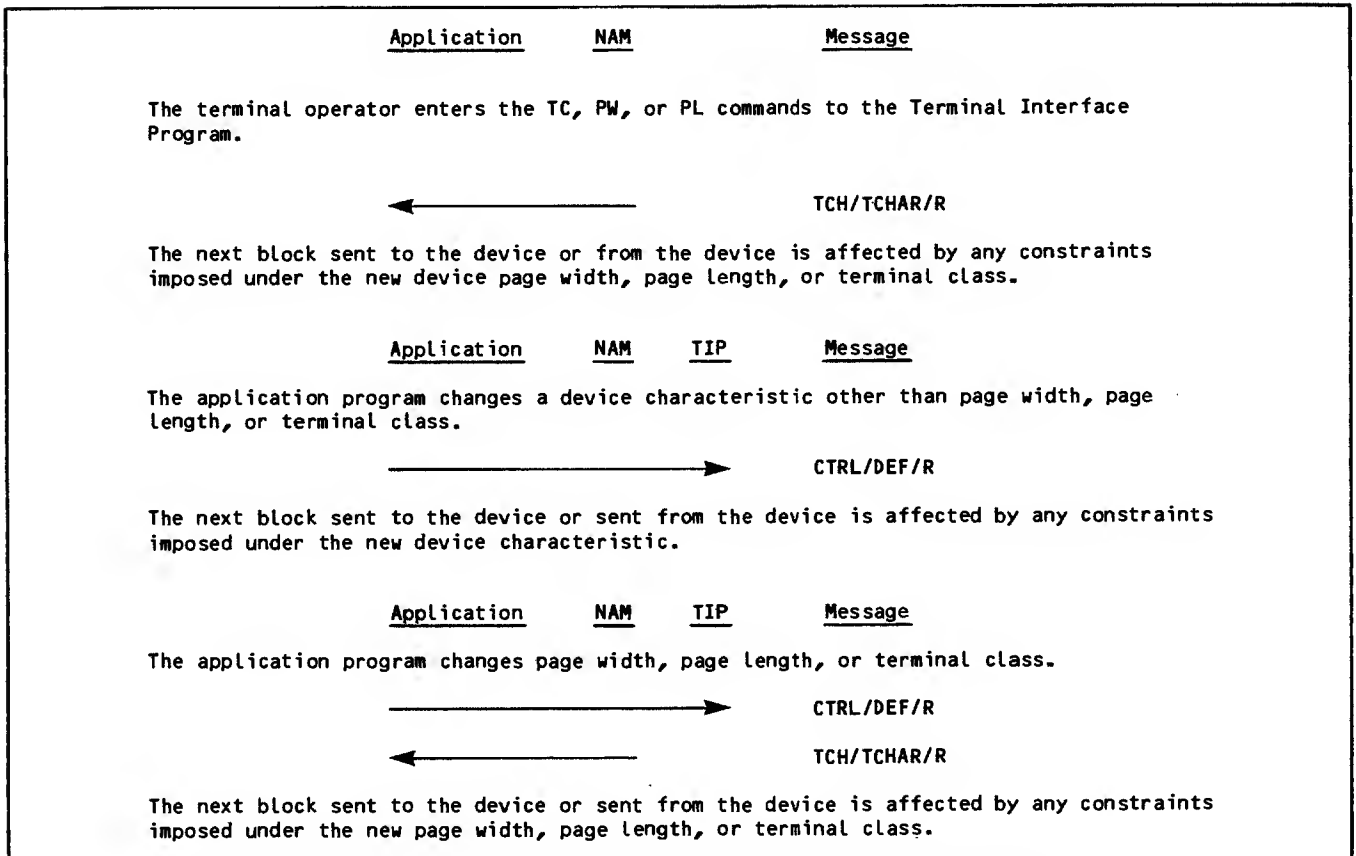 Application NAM Message
The terminal operator enters the TC, PW, or PL commands to the Terminal Interface
Program.
TCH/TCHAR/R
The next block sent to the device or from the device is affected by any constraints
imposed under the new device page width, page length, or terminal class.
Application NAM TIP Message
The application program changes a device characteristic other than page width, page
length, or terminal class.
CTRL/DEF/R
The next block sent to the device or sent from the device is affected by any constraints
imposed under the new device characteristic.
Application NAM TIP Message
The application program changes page width, page length, or terminal class.
CTRL/DEF/R
TCH/TCHAR/R
The next block sent to the device or sent from the device is affected by any constraints
imposed under the new page width, page length, or terminal class.